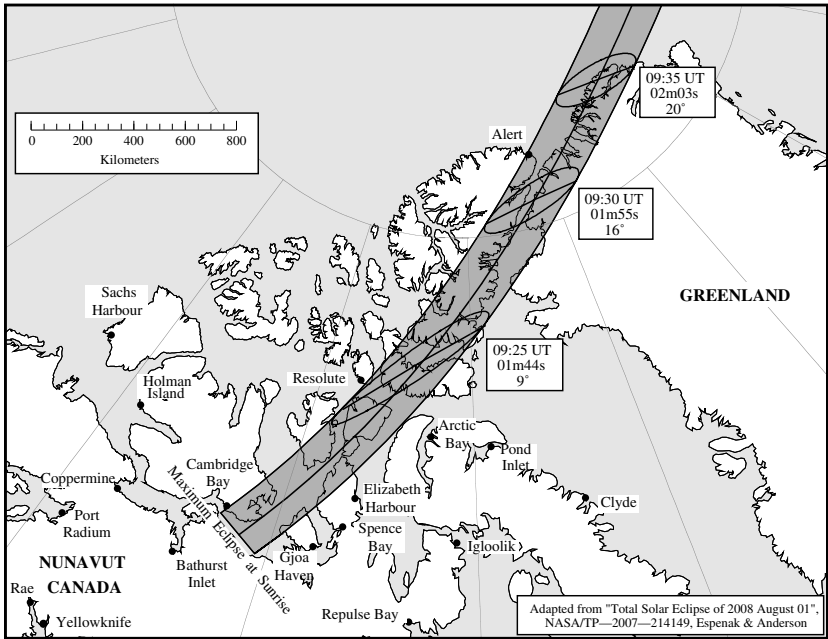 09:35 UT
02m03s
20°
0 200 400 600 800
Kilometers
Alert
09:30 UT
01m55s
16°
GREENLAND
Sachs
Harbour
09:25 UT
01m44s
9°
Resolute
Holman
Island
Arctic
Bay
Pond
Inlet
Cambridge
Bay
Coppermine
Maximum Eclipse at Sunrise
Elizabeth
Harbour
Clyde
Port
Radium
Spence
Bay
Igloolik
Gjoa
Haven
Bathurst
Inlet
NUNAVUT
CANADA
Rae
Yellowknife
Repulse Bay
Adapted from "Total Solar Eclipse of 2008 August 01",
NASA/TP—2007—214149, Espenak & Anderson